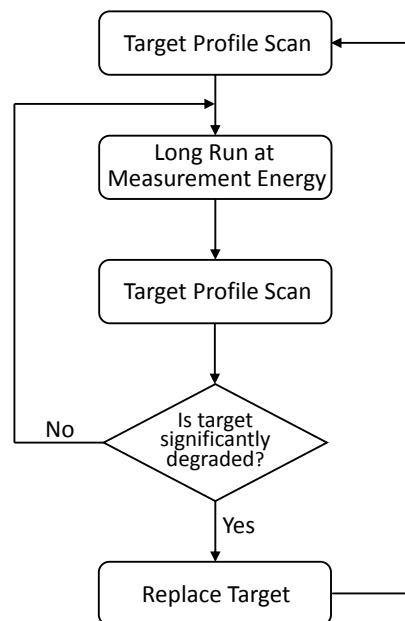 Target Profile Scan
Long Run at
Measurement Energy
Target Profile Scan
Is target
significantly
degraded?
No
Yes
Replace Target